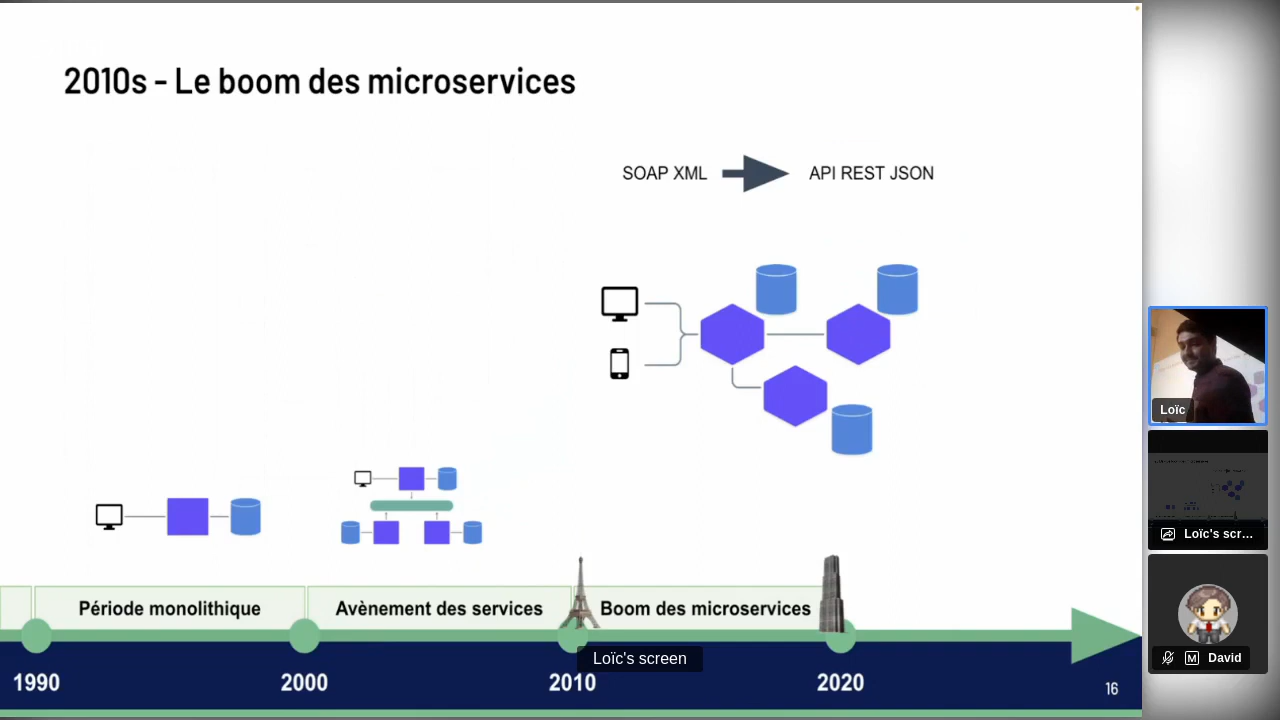 2010s - Le boom des microservices
SOAP XML API REST JSON
Période monolithique Avènement des services Boom des microservices
1990 2000 2010 2020
16
Loïc's screen
Loïc
Loïc's scr...
M David